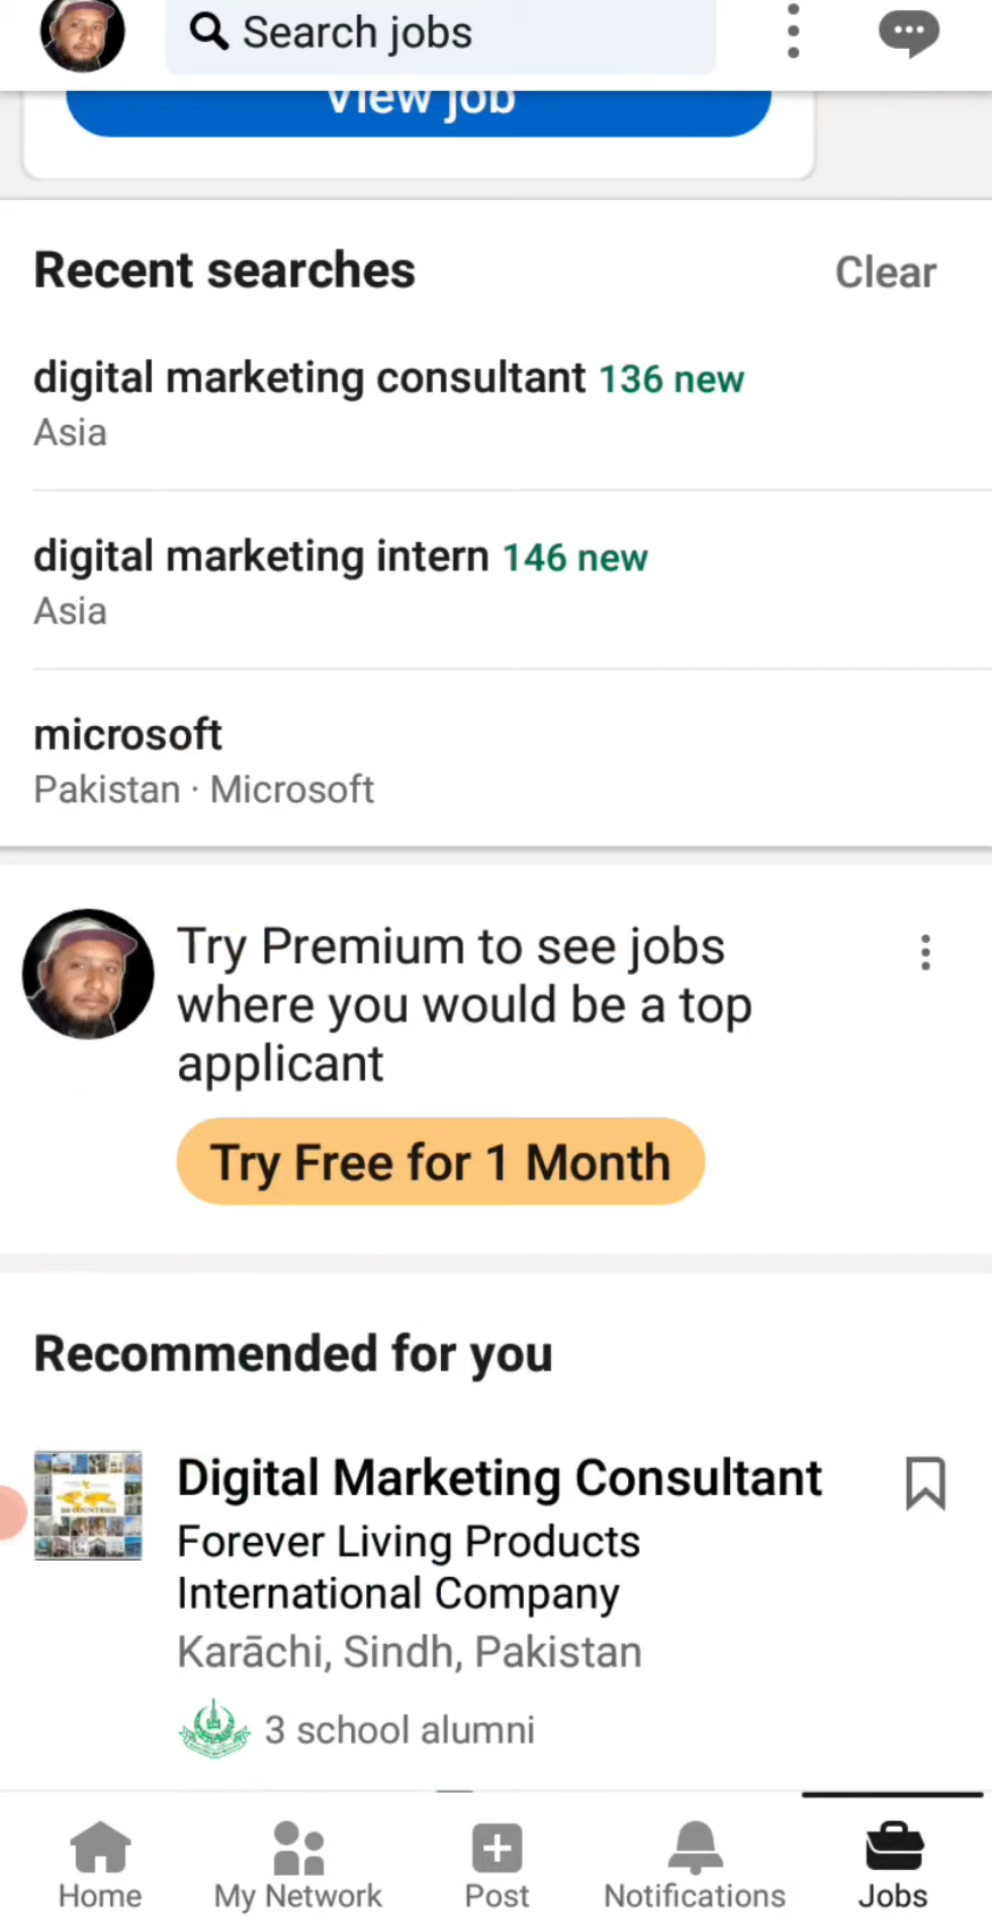 Search jobs
View job
Recent searches
Clear
digital marketing consultant 136 new
Asia
digital marketing intern 146 new
Asia
microsoft
Pakistan · Microsoft
Try Premium to see jobs
where you would be a top
applicant
Try Free for 1 Month
Recommended for you
Digital Marketing Consultant
Forever Living Products
International Company
Karāchi, Sindh, Pakistan
3 school alumni
Home
My Network
Post
Notifications
Jobs